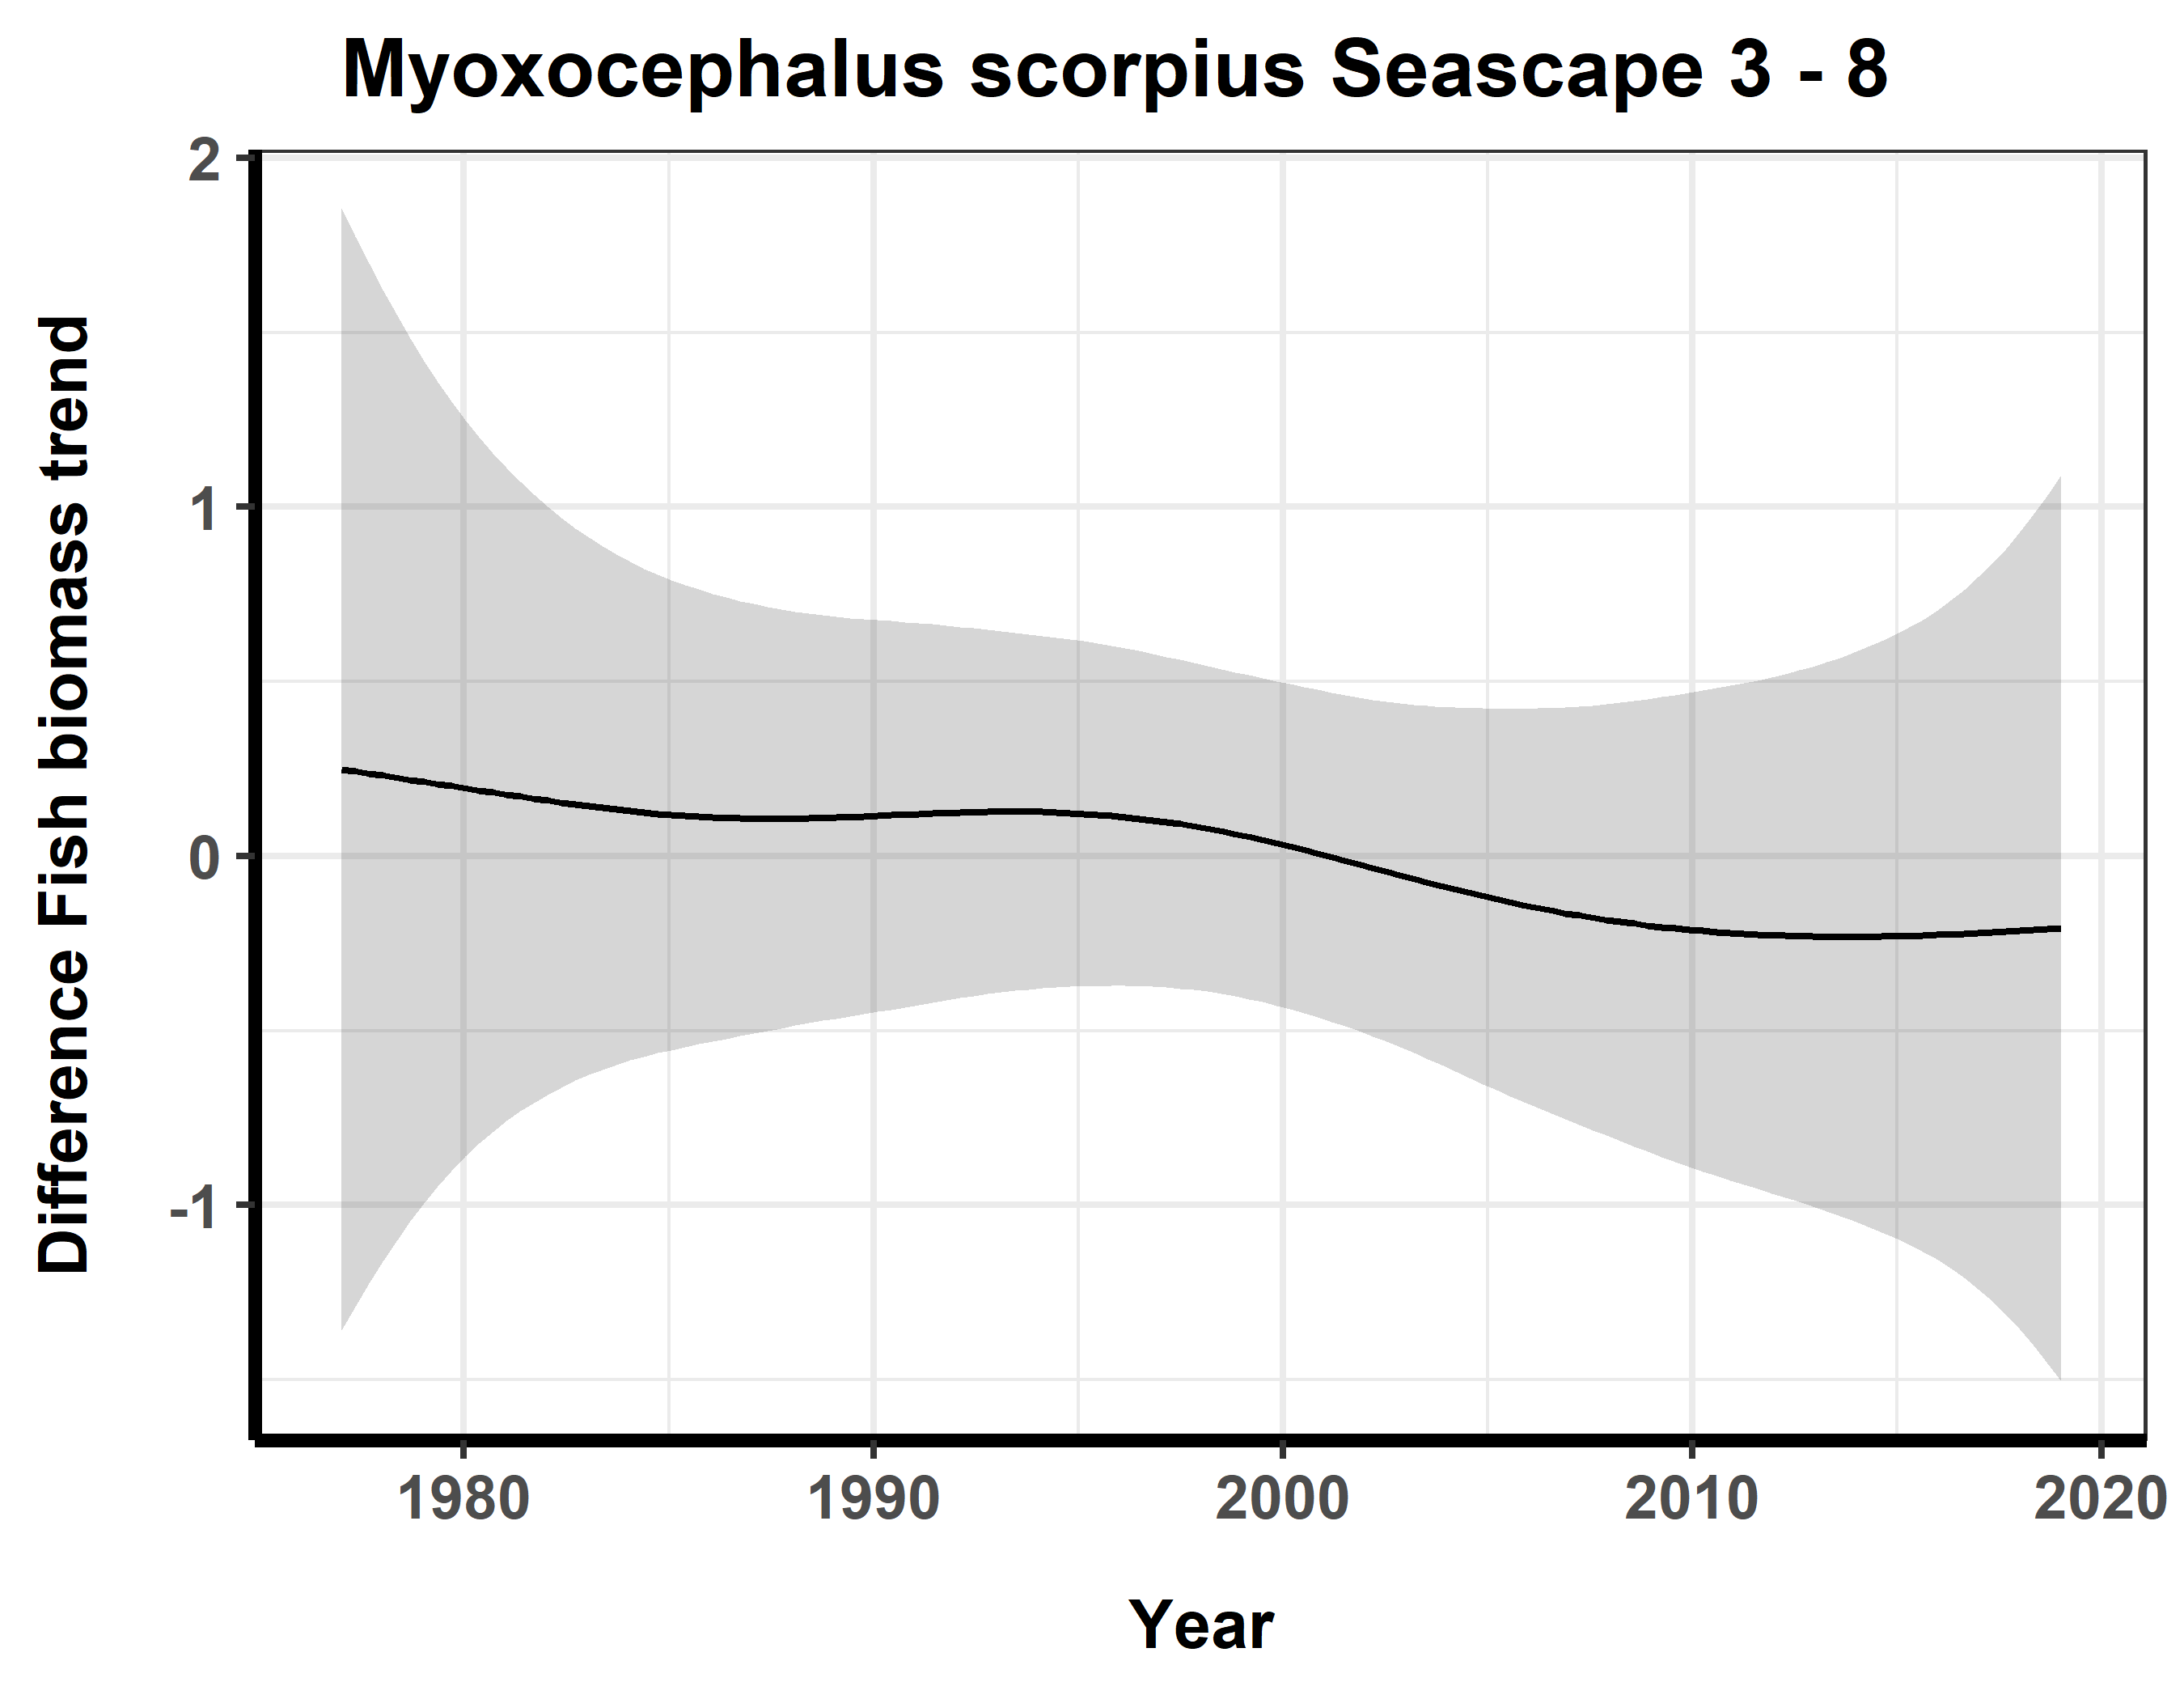 Myoxocephalus scorpius Seascape 3 - 8
Difference Fish biomass trend
2
1
0
-1
1980 1990 2000 2010 2020
Year